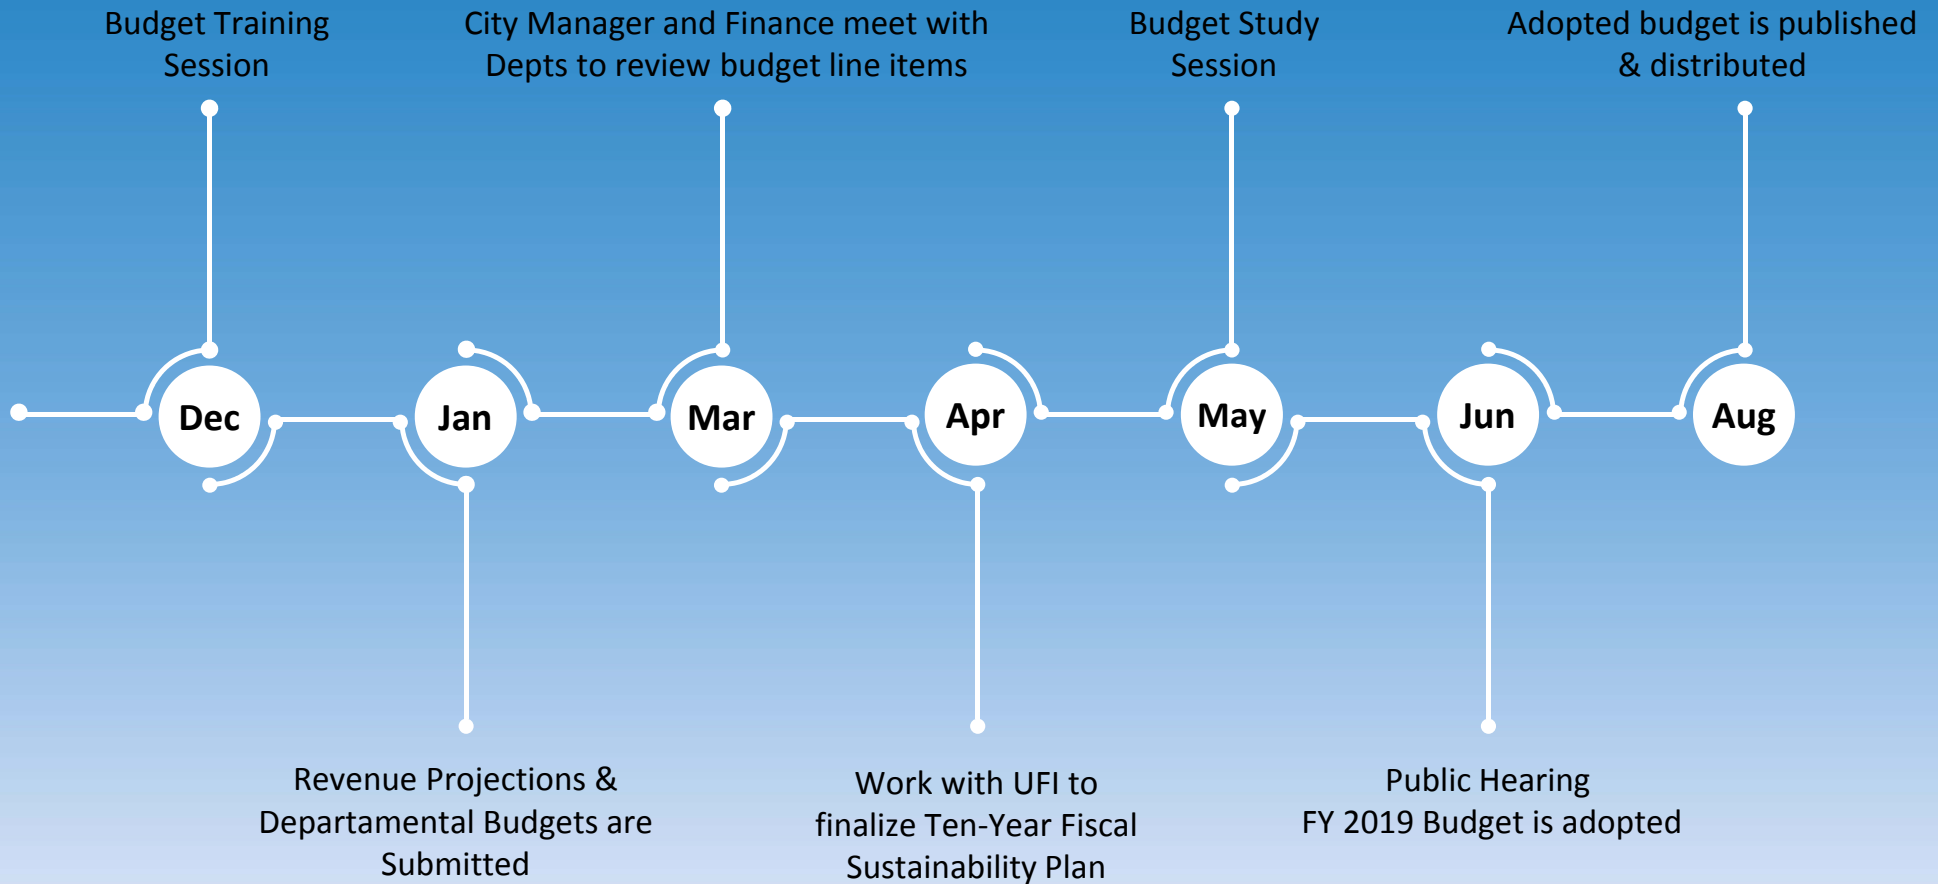 Budget Training
Session
City Manager and Finance meet with
Depts to review budget line items
Budget Study
Session
Adopted budget is published
& distributed
Dec
Jan
Mar
Apr
May
Jun
Aug
Revenue Projections &
Departamental Budgets are
Submitted
Work with UFI to
finalize Ten-Year Fiscal
Sustainability Plan
Public Hearing
FY 2019 Budget is adopted